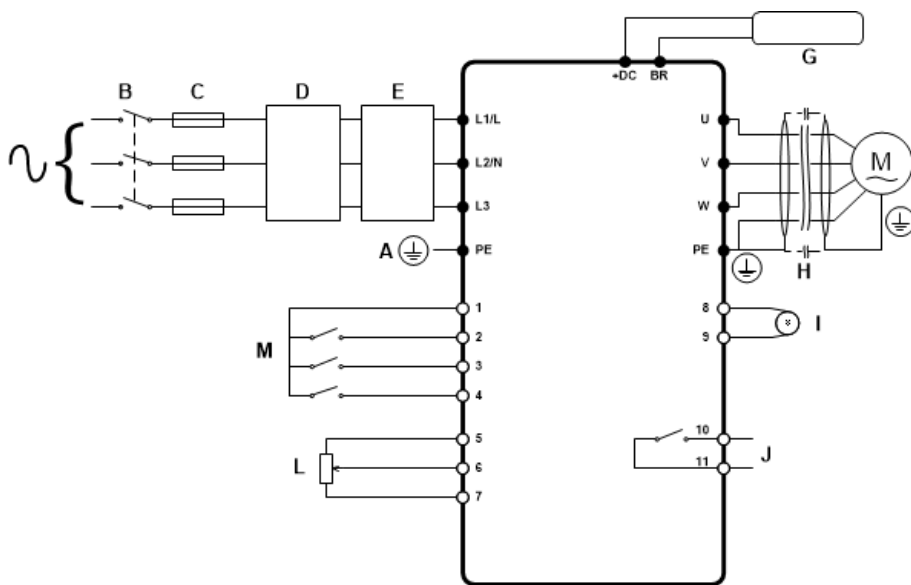 G
+DC BR
B C D E
L1/L U
L2/N V M
L3 W
A PE PE
H
1 8
I
2 9
M
3
4
5 10
L 6 11 J
7